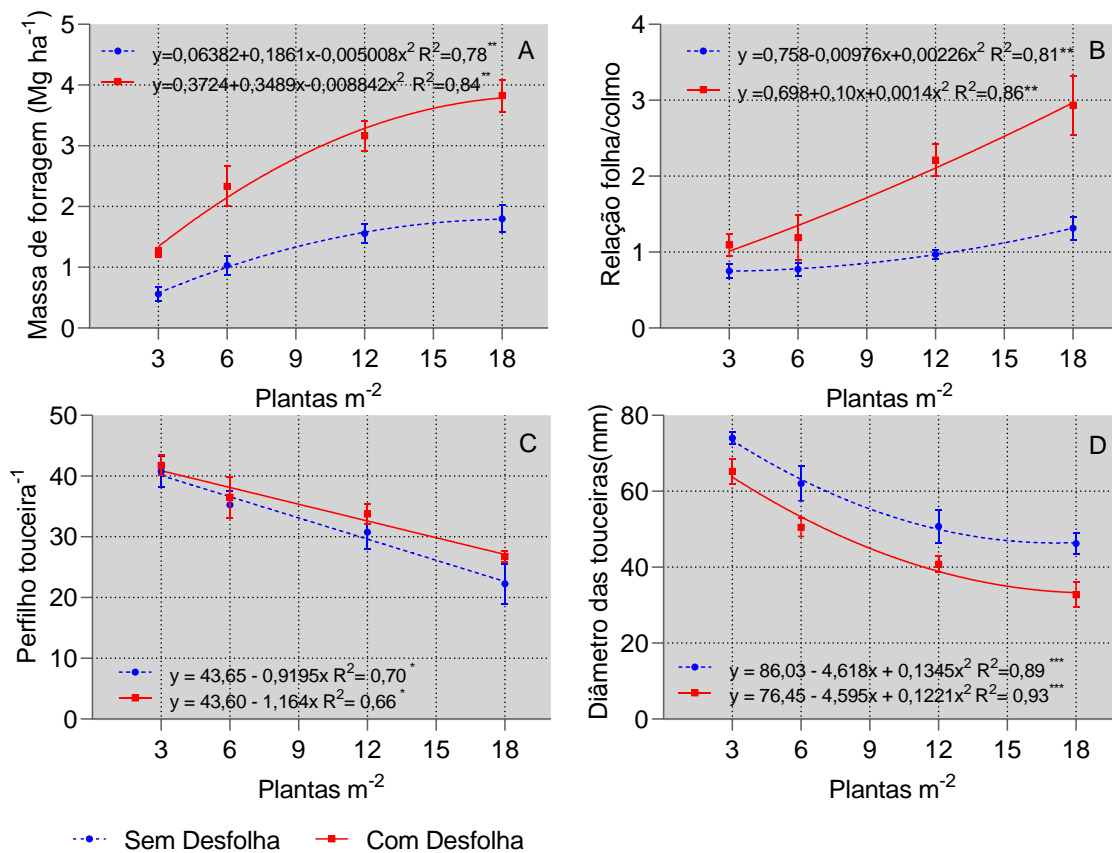 A
y=0,06382+0,1861x-0,005008x² R²=0,78**
y=0,3724+0,3489x-0,008842x² R²=0,84**
Massa de forragem (Mg ha⁻¹)
5
4
3
2
1
0
3 6 9 12 15 18
Plantas m⁻²
B
y =0,758-0,00976x+0,00226x² R²=0,81**
y =0,698+0,10x+0,0014x² R²=0,86**
Relação folha/colmo
4
3
2
1
0
3 6 9 12 15 18
Plantas m⁻²
C
Perfilho touceira⁻¹
50
40
30
20
10
0
y = 43,65 - 0,9195x R²= 0,70*
y = 43,60 - 1,164x R²= 0,66*
3 6 9 12 15 18
Plantas m⁻²
D
Diâmetro das touceiras(mm)
80
60
40
20
0
y = 86,03 - 4,618x + 0,1345x² R²=0,89***
y = 76,45 - 4,595x + 0,1221x² R²= 0,93***
3 6 9 12 15 18
Plantas m⁻²
Sem Desfolha Com Desfolha